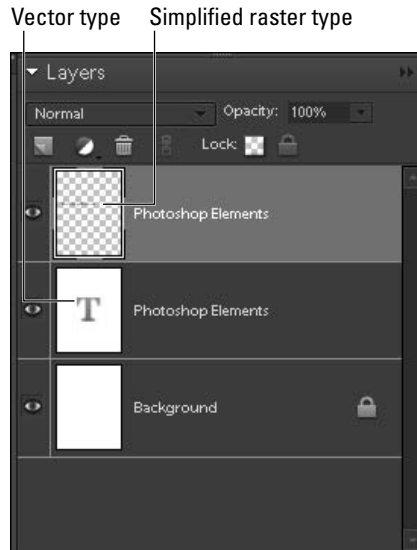 Vector type Simplified raster type
Layers
Normal Opacity: 100%
Lock:
Photoshop Elements
T Photoshop Elements
Background